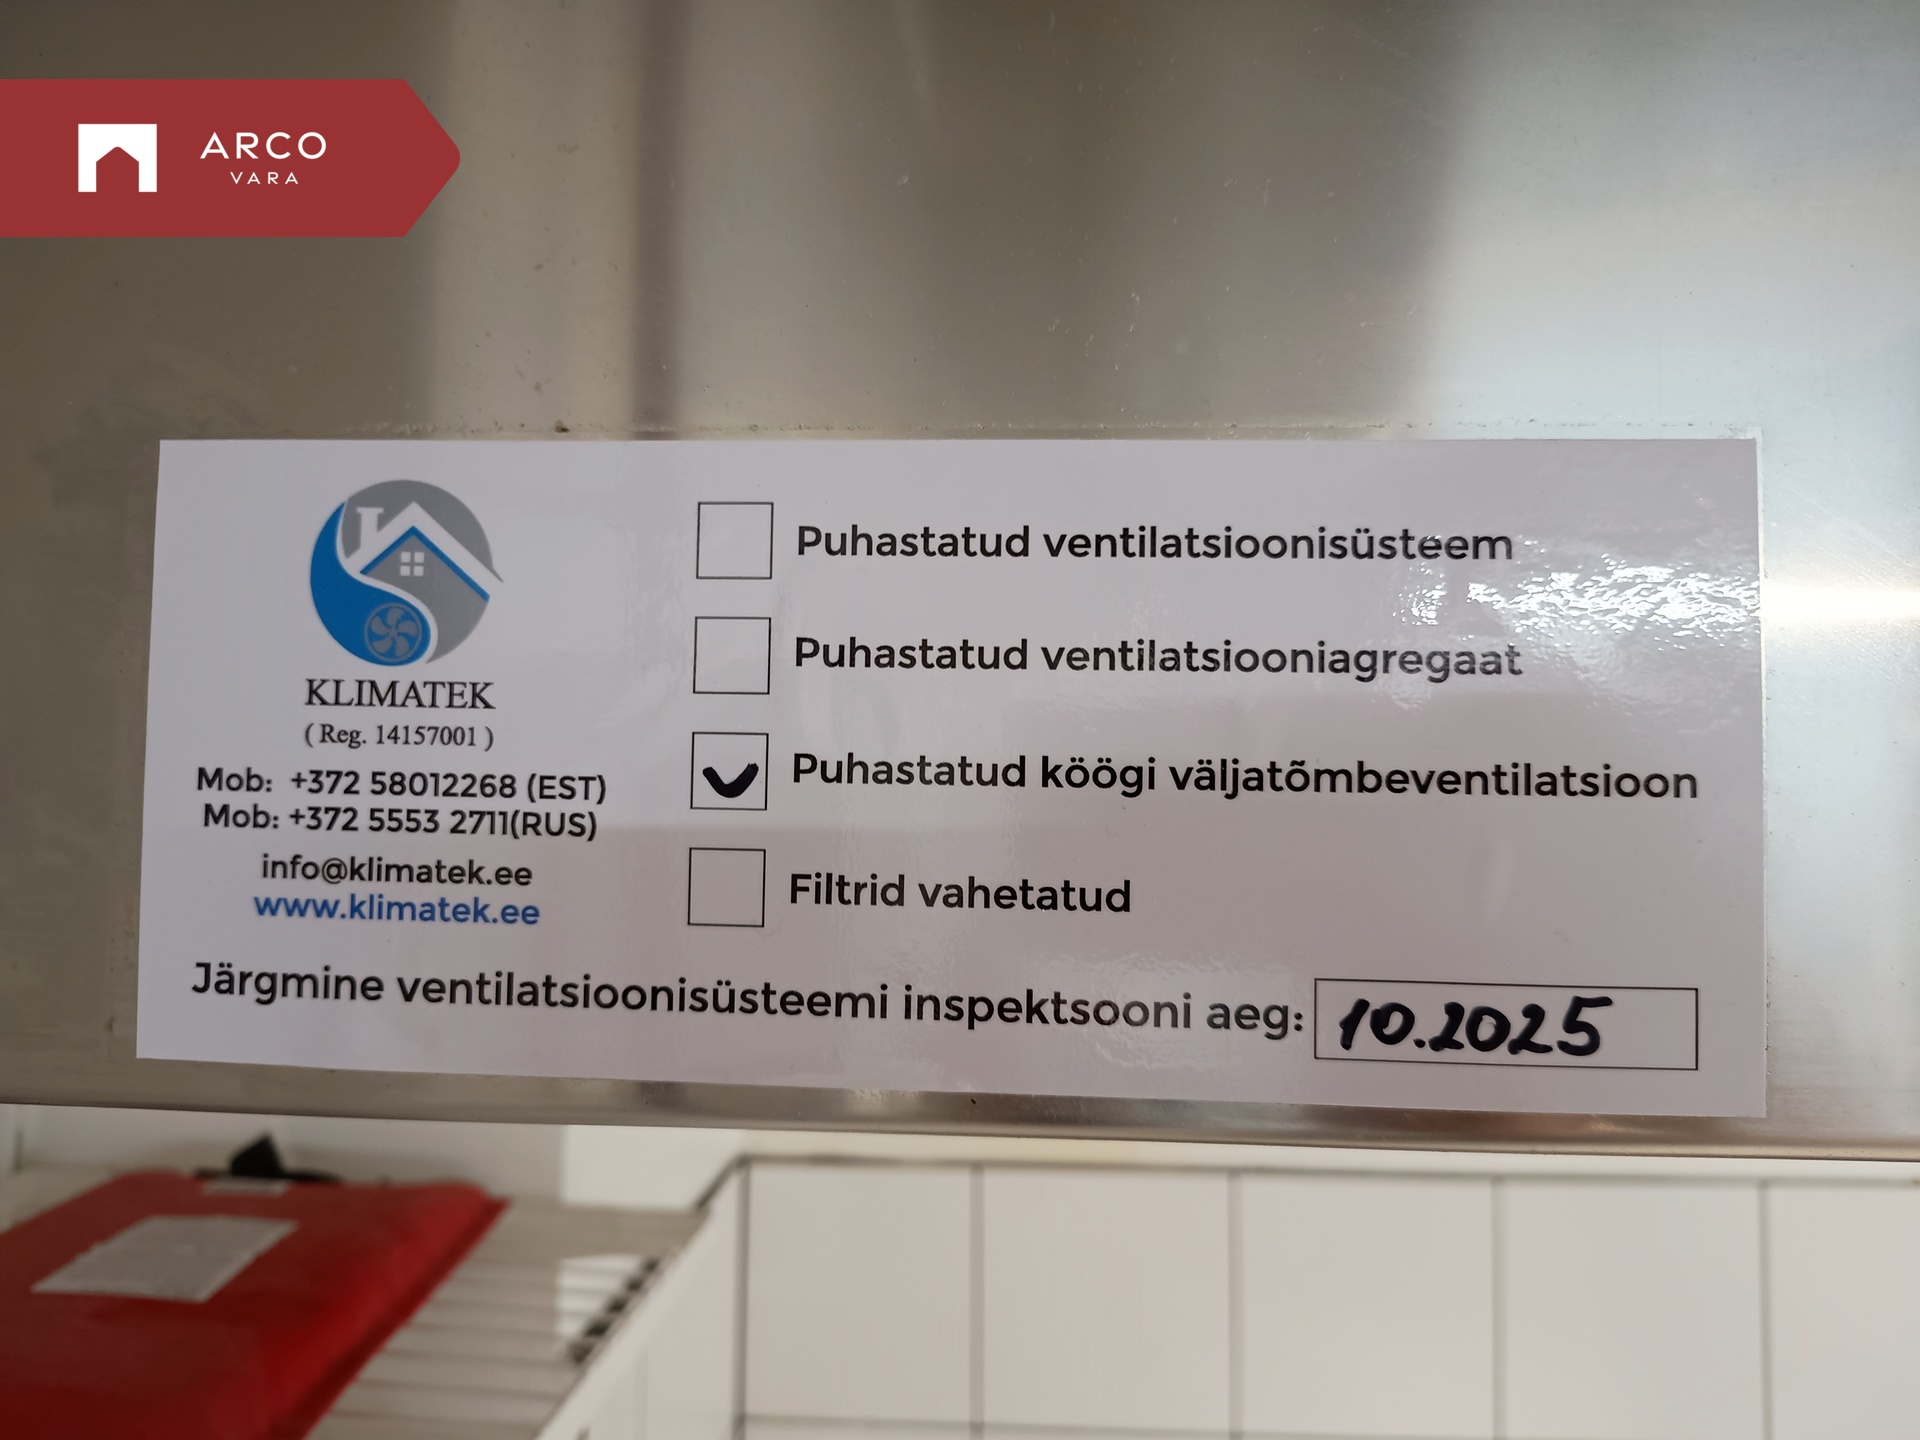 ARCO
VARA
KLIMATEK
( Reg. 14157001 )
Mob: +372 58012268 (EST)
Mob: +372 5553 2711(RUS)
info@klimatek.ee
www.klimatek.ee
Puhastatud ventilatsioonisüsteem
Puhastatud ventilatsiooniagregaat
Puhastatud köögi väljatõmbeventilatsioon
Filtrid vahetatud
Järgmine ventilatsioonisüsteemi inspektsooni aeg: 10.2025